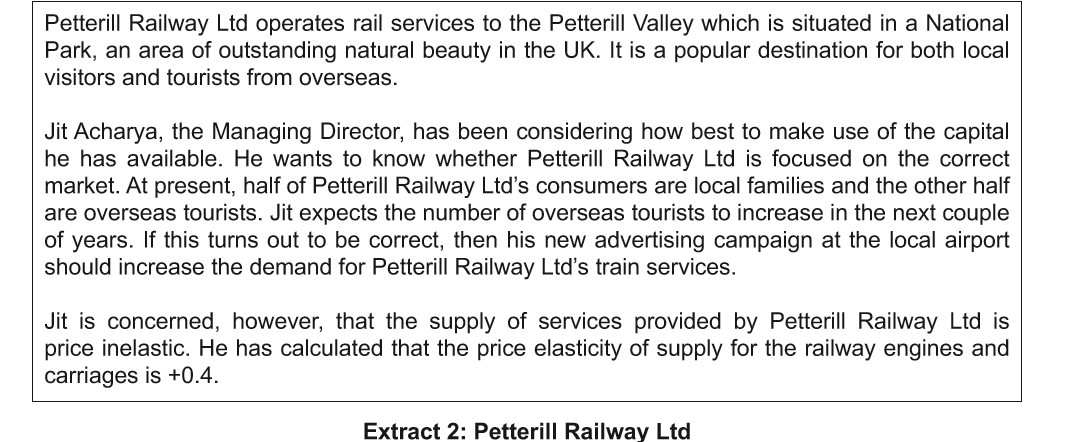 Petterill Railway Ltd operates rail services to the Petterill Valley which is situated in a National
Park, an area of outstanding natural beauty in the UK. It is a popular destination for both local
visitors and tourists from overseas.
Jit Acharya, the Managing Director, has been considering how best to make use of the capital
he has available. He wants to know whether Petterill Railway Ltd is focused on the correct
market. At present, half of Petterill Railway Ltd’s consumers are local families and the other half
are overseas tourists. Jit expects the number of overseas tourists to increase in the next couple
of years. If this turns out to be correct, then his new advertising campaign at the local airport
should increase the demand for Petterill Railway Ltd’s train services.
Jit is concerned, however, that the supply of services provided by Petterill Railway Ltd is
price inelastic. He has calculated that the price elasticity of supply for the railway engines and
carriages is +0.4.
Extract 2: Petterill Railway Ltd